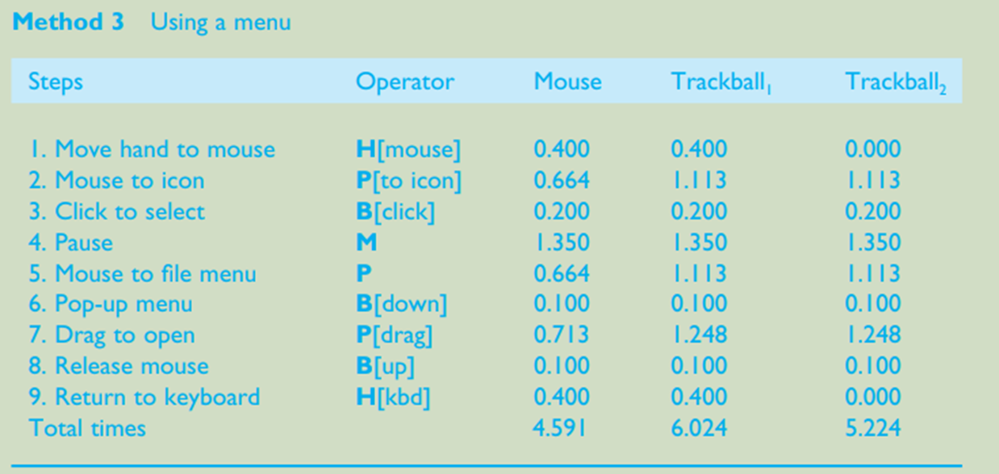 Method 3 Using a menu
Steps Operator Mouse Trackball₁ Trackball₂
1. Move hand to mouse H[mouse] 0.400 0.400 0.000
2. Mouse to icon P[to icon] 0.664 1.113 1.113
3. Click to select B[click] 0.200 0.200 0.200
4. Pause M 1.350 1.350 1.350
5. Mouse to file menu P 0.664 1.113 1.113
6. Pop-up menu B[down] 0.100 0.100 0.100
7. Drag to open P[drag] 0.713 1.248 1.248
8. Release mouse B[up] 0.100 0.100 0.100
9. Return to keyboard H[kbd] 0.400 0.400 0.000
Total times 4.591 6.024 5.224